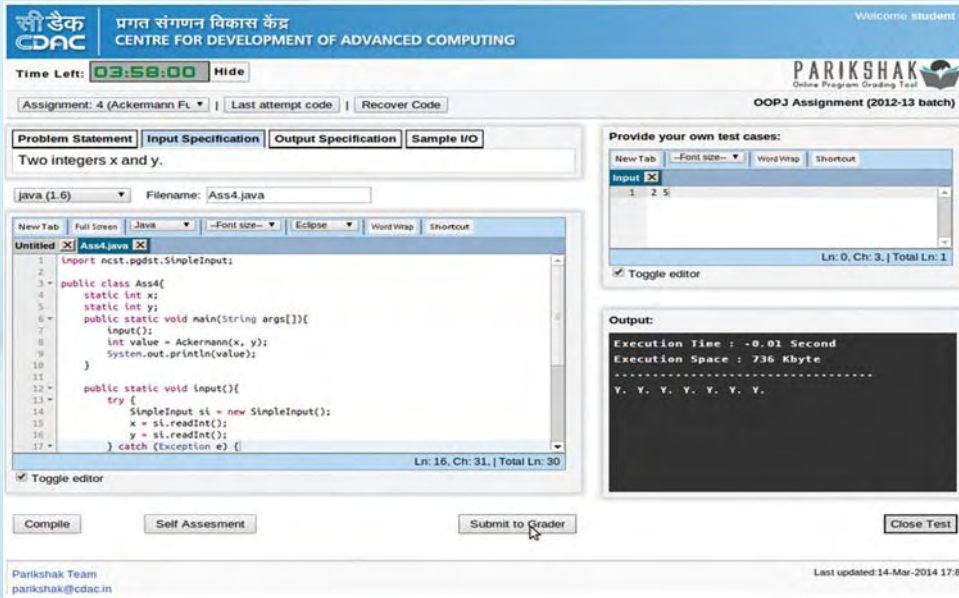 सी डैक
CDAC
प्रगत संगणन विकास केंद्र
CENTRE FOR DEVELOPMENT OF ADVANCED COMPUTING
Welcome student
Time Left: 03:58:00 Hide
PARIKSHAK
Online Program Grading Tool
Assignment: 4 (Ackermann Fu | Last attempt code | Recover Code
OOPJ Assignment (2012-13 batch)
Problem Statement Input Specification Output Specification Sample I/O
Two integers x and y.
java (1.6) Filename: Ass4.java
New Tab Full Screen Java --Font size-- Eclipse Word Wrap Shortcut
Untitled X Ass4.java X
1 import ncst.pgdst.SimpleInput;
2
3 public class Ass4{
4 static int x;
5 static int y;
6 public static void main(String args[]){
7 input();
8 int value = Ackermann(x, y);
9 System.out.println(value);
10 }
11
12 public static void input(){
13 try {
14 SimpleInput si = new SimpleInput();
15 x = si.readInt();
16 y = si.readInt();
17 } catch (Exception e) {
Ln: 16, Ch: 31, | Total Ln: 30
Toggle editor
Provide your own test cases:
New Tab --Font size-- Word Wrap Shortcut
Input X
1 2 5
Ln: 0, Ch: 3, | Total Ln: 1
Toggle editor
Output:
Execution Time : -0.01 Second
Execution Space : 736 Kbyte
----------------------------------
Y. Y. Y. Y. Y. Y. Y.
Compile Self Assesment Submit to Grader Close Test
Parikshak Team
parikshak@cdac.in
Last updated:14-Mar-2014 17: